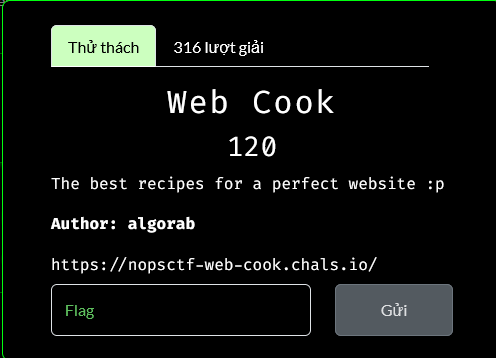 Thử thách
316 lượt giải
Web Cook
120
The best recipes for a perfect website :p
Author: algorab
https://nopsctf-web-cook.chals.io/
Flag
Gửi